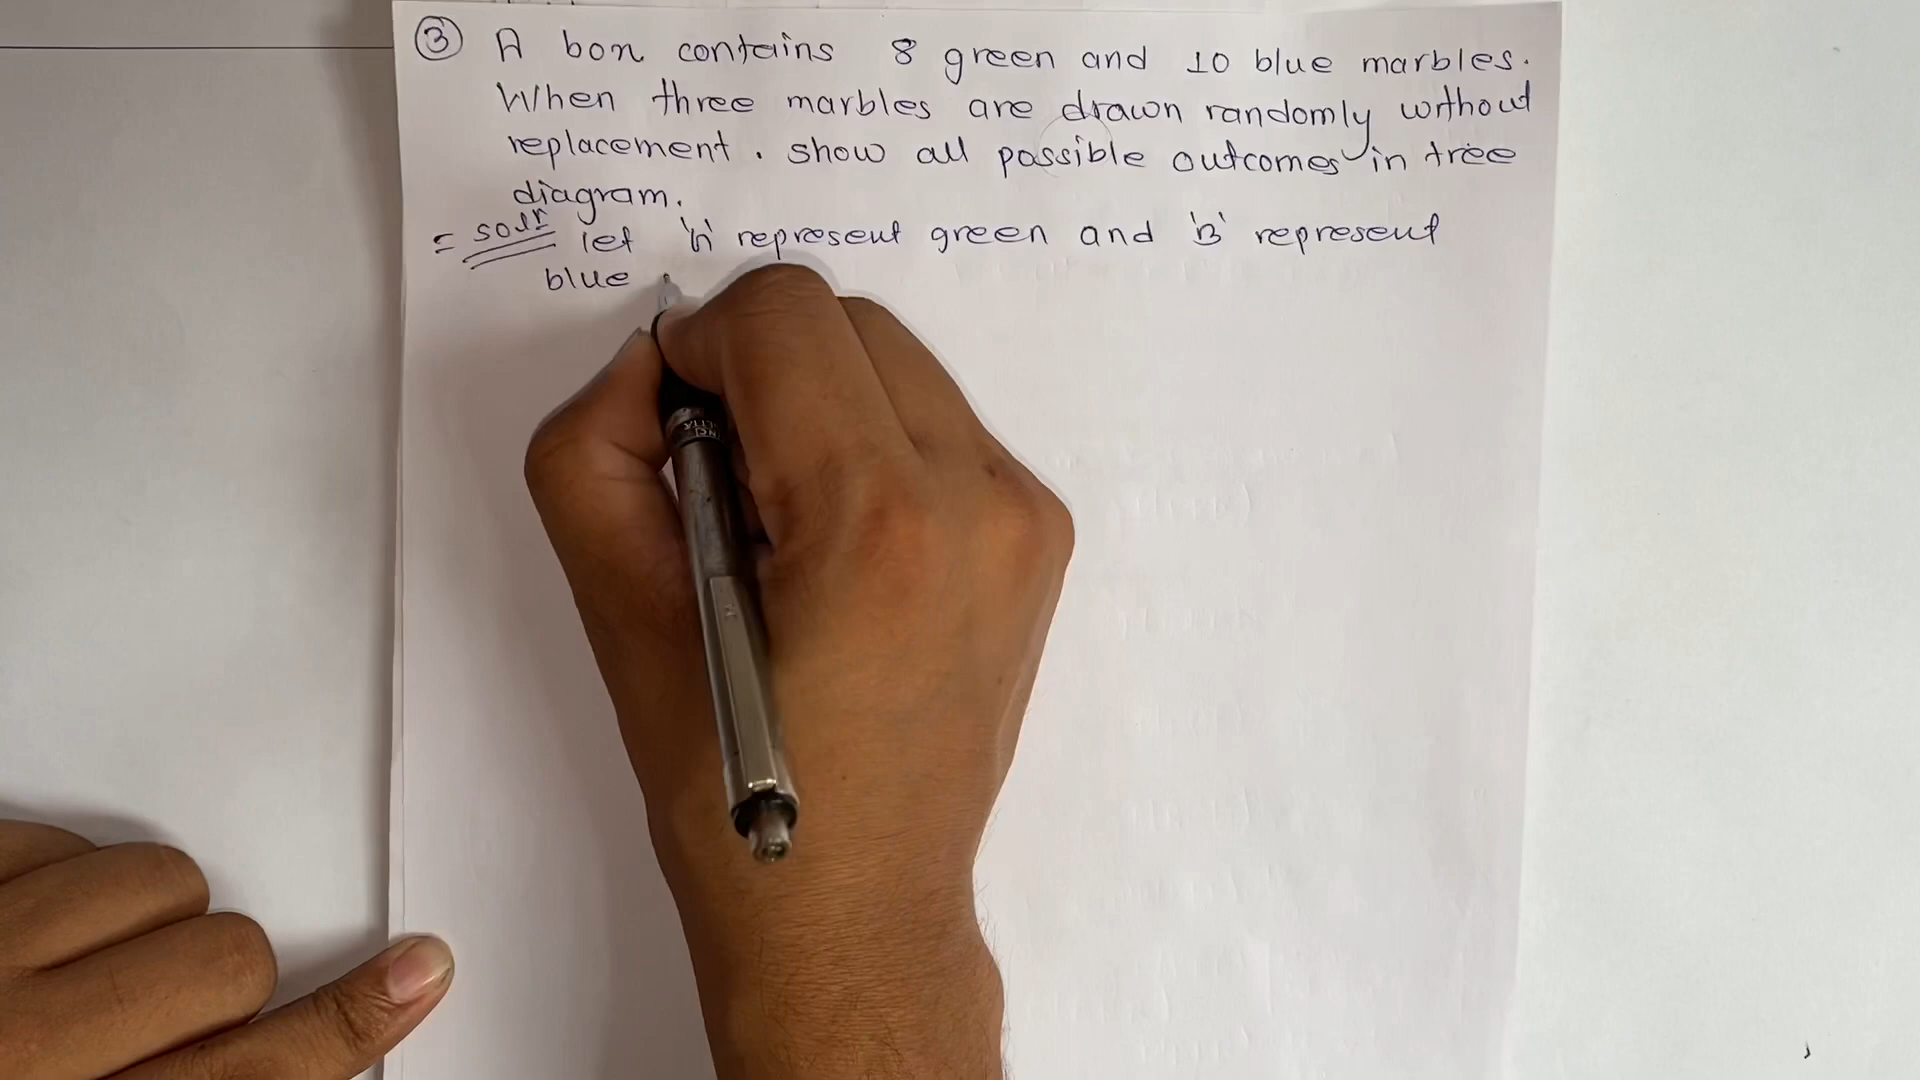 ③ A box contains 8 green and 10 blue marbles.
When three marbles are drawn randomly without
replacement. show all possible outcomes in tree
diagram.
= solⁿ let 'G' represent green and 'B' represent
blue